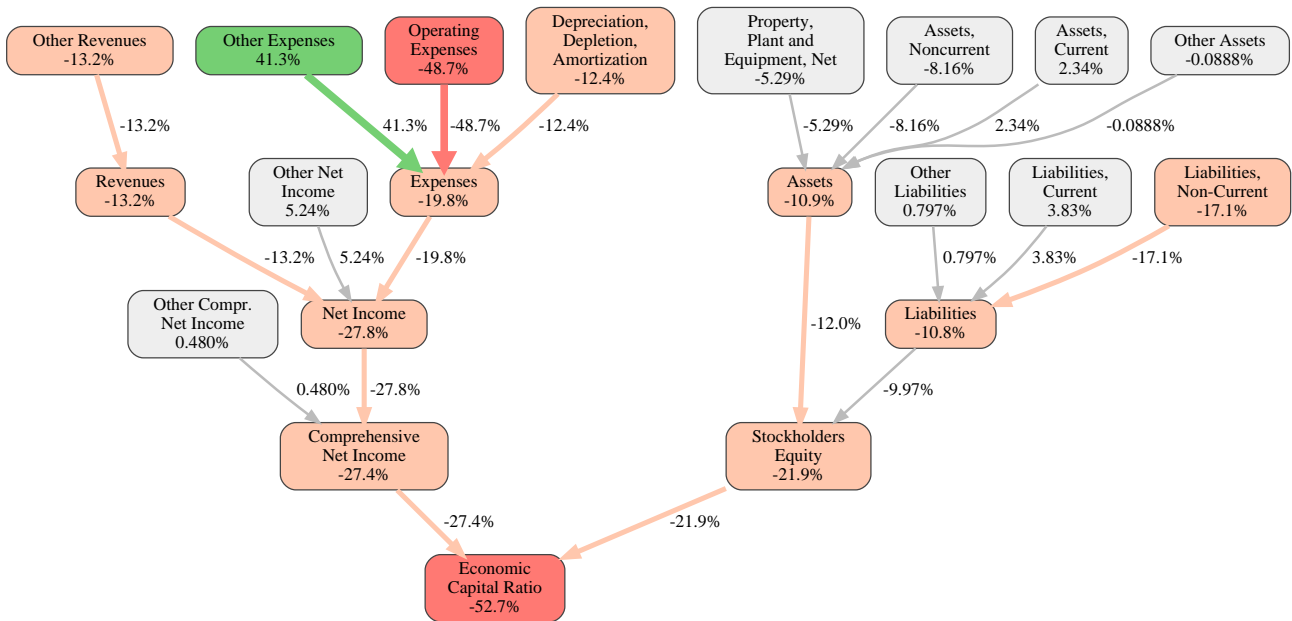 Other Revenues
-13.2%
Other Expenses
41.3%
Operating
Expenses
-48.7%
Depreciation,
Depletion,
Amortization
-12.4%
Property,
Plant and
Equipment, Net
-5.29%
Assets,
Noncurrent
-8.16%
Assets,
Current
2.34%
Other Assets
-0.0888%
-13.2%
41.3%
-48.7%
-12.4%
-5.29%
-8.16%
2.34%
-0.0888%
Revenues
-13.2%
Other Net
Income
5.24%
Expenses
-19.8%
Assets
-10.9%
Other
Liabilities
0.797%
Liabilities,
Current
3.83%
Liabilities,
Non-Current
-17.1%
-13.2%
5.24%
-19.8%
0.797%
3.83%
-17.1%
Other Compr.
Net Income
0.480%
Net Income
-27.8%
-12.0%
Liabilities
-10.8%
0.480%
-27.8%
-9.97%
Comprehensive
Net Income
-27.4%
Stockholders
Equity
-21.9%
-27.4%
-21.9%
Economic
Capital Ratio
-52.7%